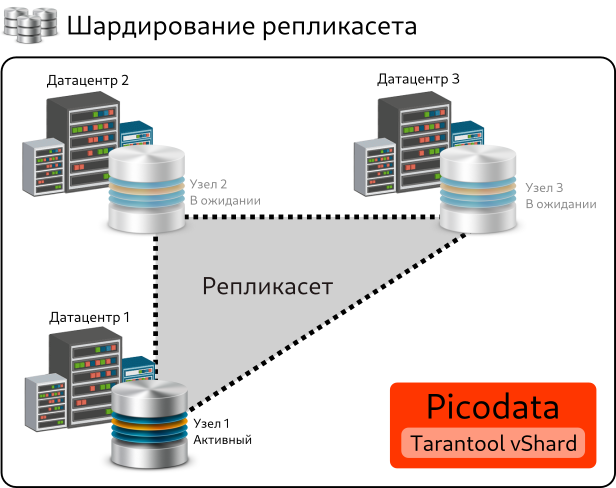 Шардирование репликасета
Датацентр 2
Датацентр 3
Узел 2
В ожидании
Узел 3
В ожидании
Репликасет
Датацентр 1
Узел 1
Активный
Picodata
Tarantool vShard